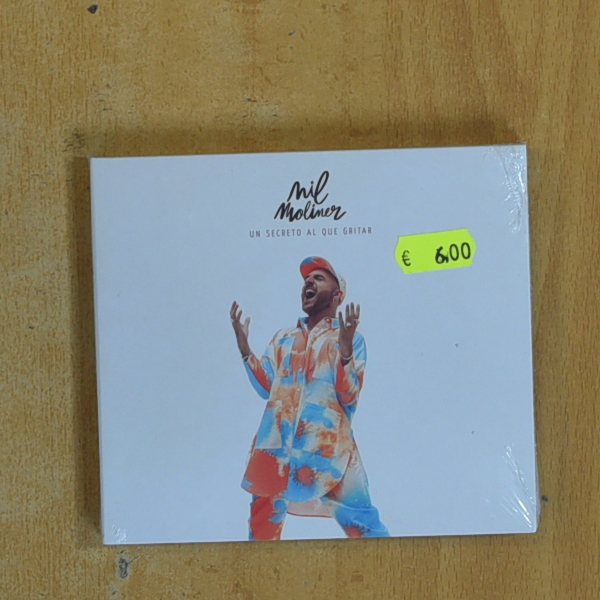 Nil
Moliner
UN SECRETO AL QUE GRITAR
€ 6,00